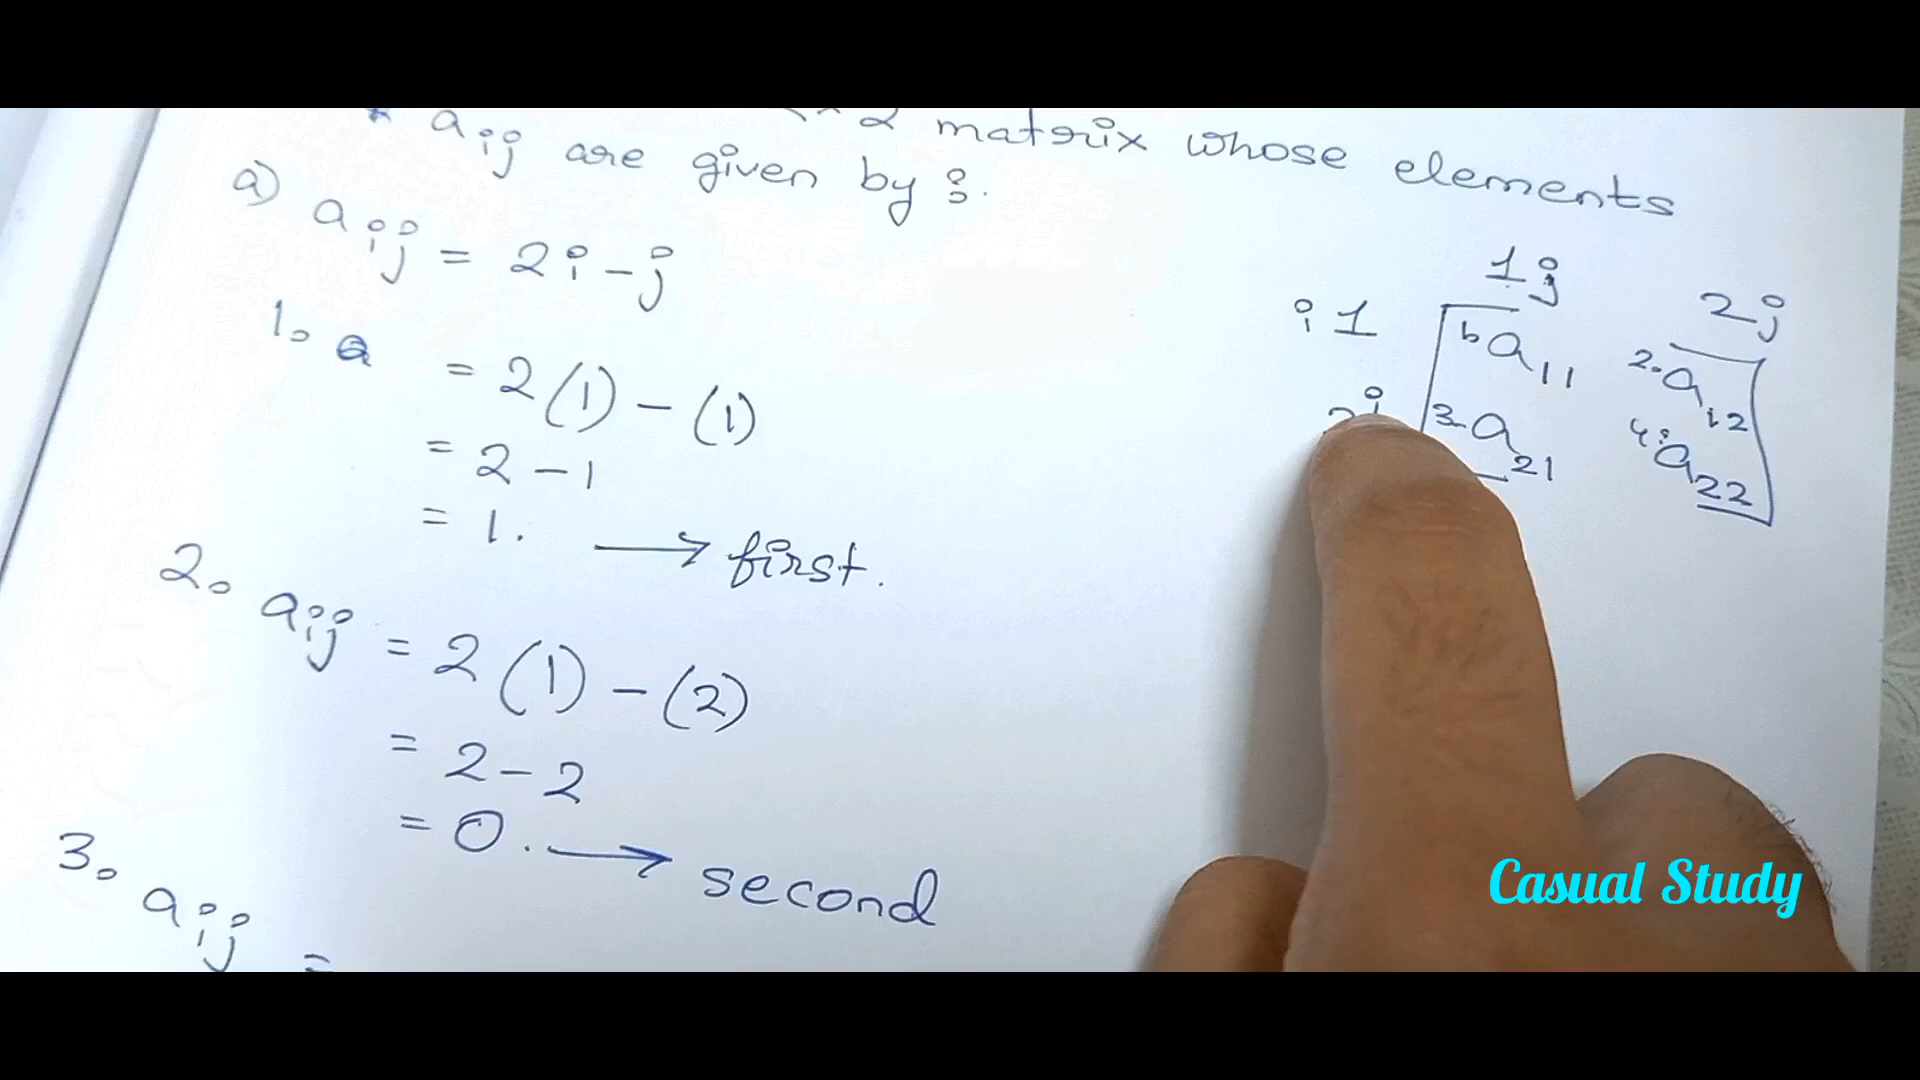 2 matrix whose elements
* aij are given by :
a) aij = 2i - j
1. a = 2(1) - (1)
= 2 - 1
= 1. → first.
2. aij = 2(1) - (2)
= 2 - 2
= 0. → second
3. aij =
1j 2j
i1 a11 2. a12
2i 3. a21 4. a22
Casual Study